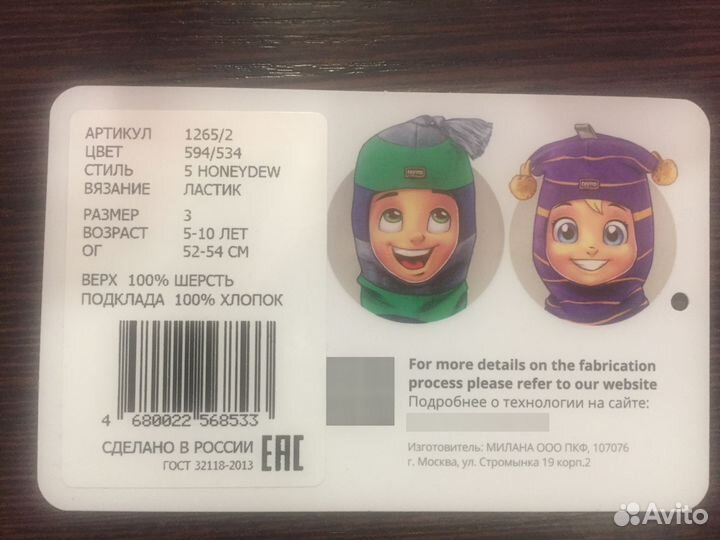 АРТИКУЛ 1265/2
ЦВЕТ 594/534
СТИЛЬ 5 HONEYDEW
ВЯЗАНИЕ ЛАСТИК
РАЗМЕР 3
ВОЗРАСТ 5-10 ЛЕТ
ОГ 52-54 СМ
ВЕРХ 100% ШЕРСТЬ
ПОДКЛАДА 100% ХЛОПОК
4 680022 568533
СДЕЛАНО В РОССИИ
ГОСТ 32118-2013
EAC
For more details on the fabrication
process please refer to our website
Подробнее о технологии на сайте:
Изготовитель: МИЛАНА ООО ПКФ, 107076
г. Москва, ул. Стромынка 19 корп.2
Avito